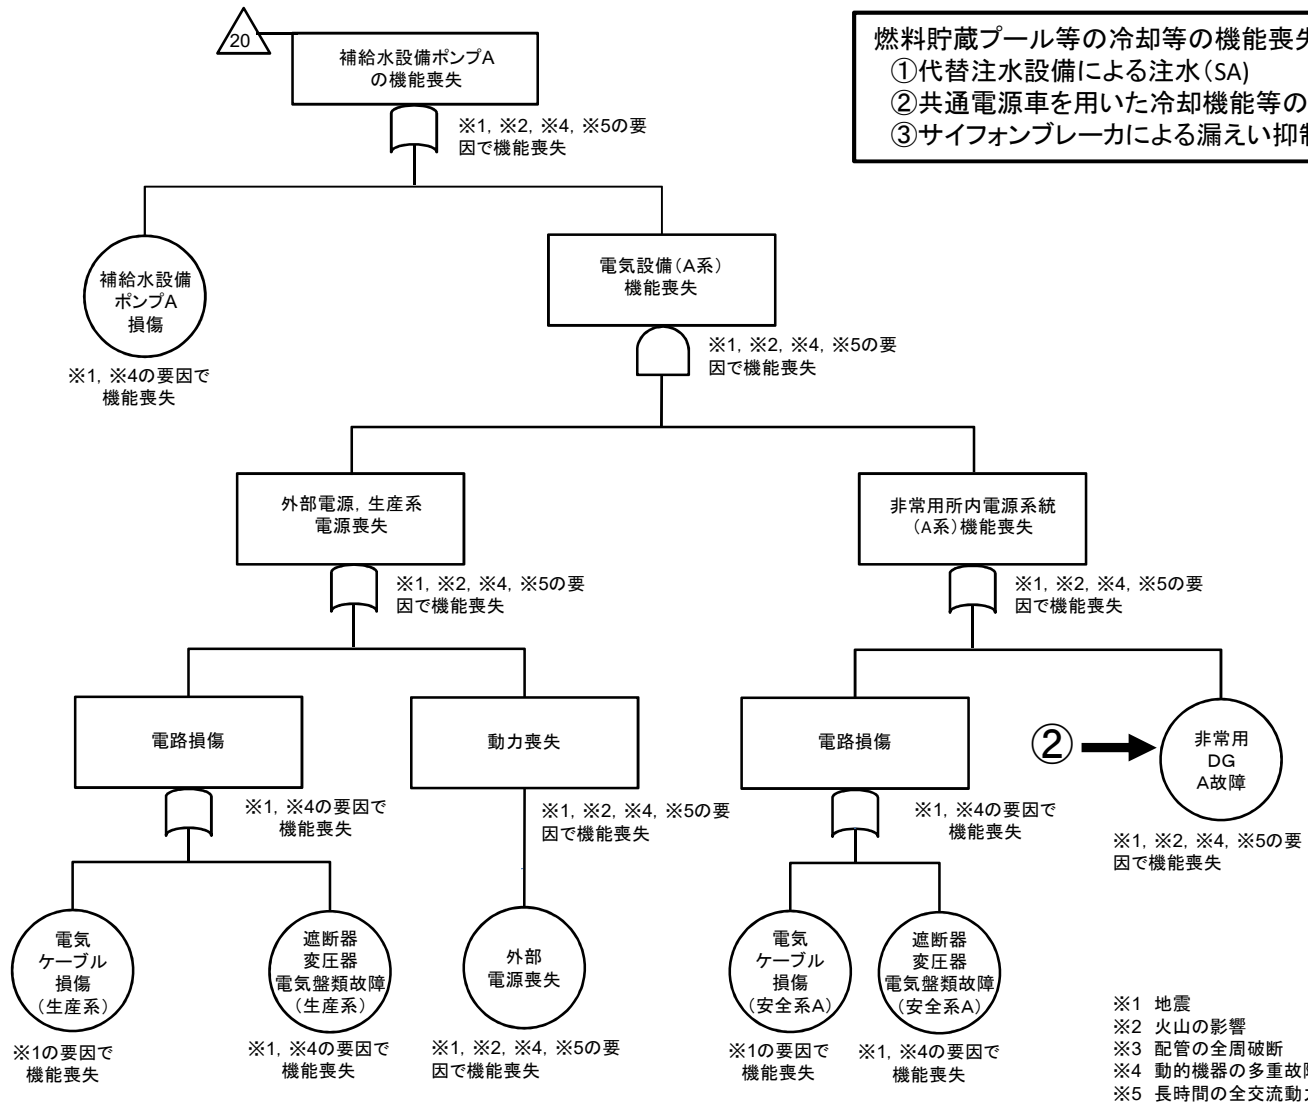 20
補給水設備ポンプA
の機能喪失
燃料貯蔵プール等の冷却等の機能喪失
①代替注水設備による注水(SA)
②共通電源車を用いた冷却機能等の
③サイフォンブレーカによる漏えい抑制
※1, ※2, ※4, ※5の要
因で機能喪失
補給水設備
ポンプA
損傷
※1, ※4の要因で
機能喪失
電気設備(A系)
機能喪失
※1, ※2, ※4, ※5の要
因で機能喪失
外部電源, 生産系
電源喪失
※1, ※2, ※4, ※5の要
因で機能喪失
非常用所内電源系統
(A系)機能喪失
※1, ※2, ※4, ※5の要
因で機能喪失
電路損傷
※1, ※4の要因で
機能喪失
動力喪失
※1, ※2, ※4, ※5の要
因で機能喪失
電路損傷
※1, ※4の要因で
機能喪失
②
非常用
DG
A故障
※1, ※2, ※4, ※5の要
因で機能喪失
電気
ケーブル
損傷
(生産系)
※1の要因で
機能喪失
遮断器
変圧器
電気盤類故障
(生産系)
※1, ※4の要因で
機能喪失
外部
電源喪失
※1, ※2, ※4, ※5の要
因で機能喪失
電気
ケーブル
損傷
(安全系A)
※1の要因で
機能喪失
遮断器
変圧器
電気盤類故障
(安全系A)
※1, ※4の要因で
機能喪失
※1 地震
※2 火山の影響
※3 配管の全周破断
※4 動的機器の多重故障
※5 長時間の全交流動力